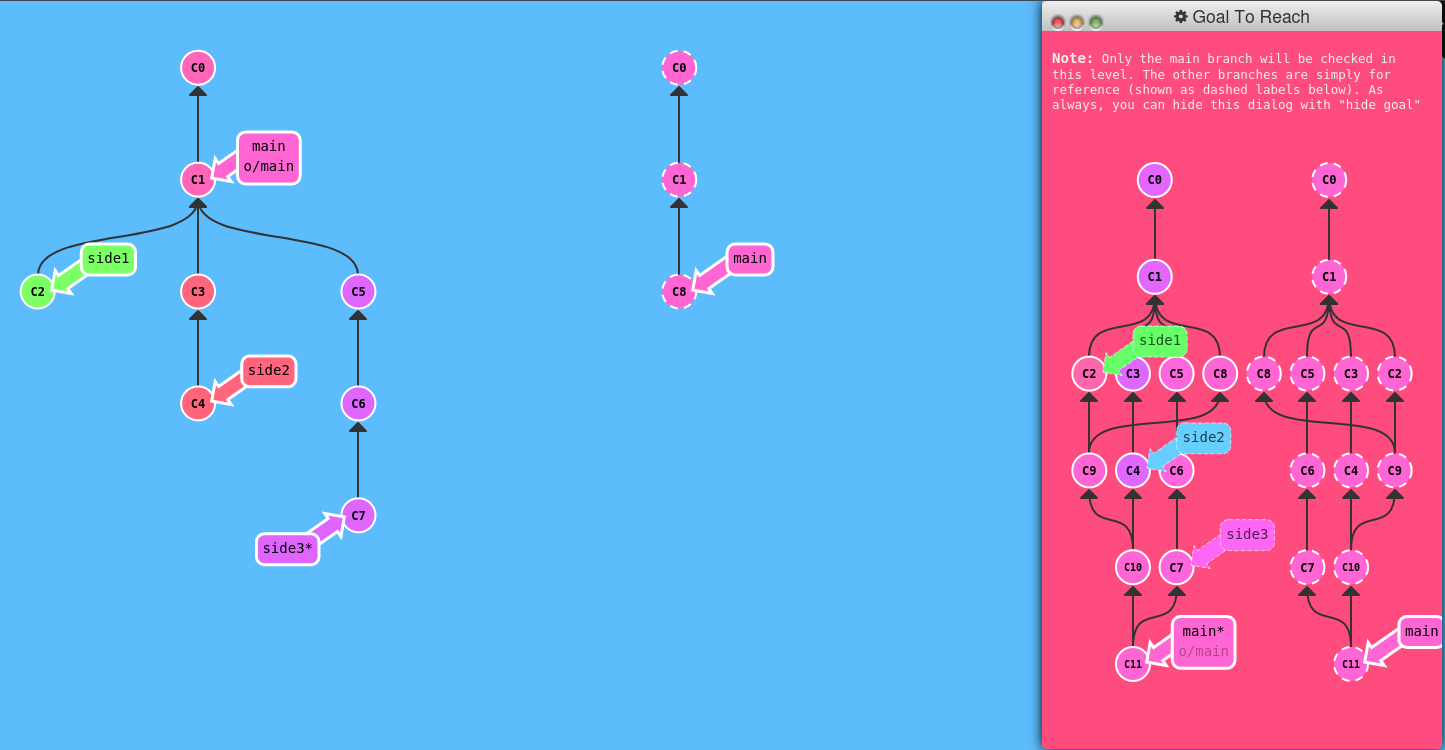 C0
main
o/main
C1
side1
C2
C3
C5
side2
C4
C6
C7
side3*
C0
C1
main
C8
Goal To Reach
Note: Only the main branch will be checked in
this level. The other branches are simply for
reference (shown as dashed labels below). As
always, you can hide this dialog with "hide goal"
C0
C0
C1
C1
side1
C2
C3
C5
C8
C8
C5
C3
C2
side2
C9
C4
C6
C6
C4
C9
side3
C10
C7
C7
C10
main*
o/main
main
C11
C11